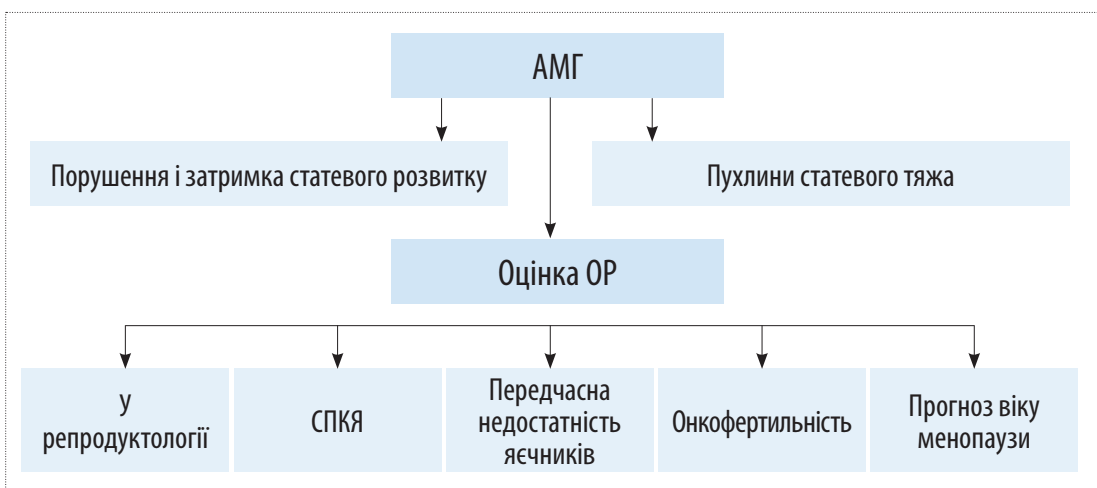 АМГ
Порушення і затримка статевого розвитку
Пухлини статевого тяжа
Оцінка ОР
У
репродуктології
СПКЯ
Передчасна
недостатність
яєчників
Онкофертильність
Прогноз віку
менопаузи